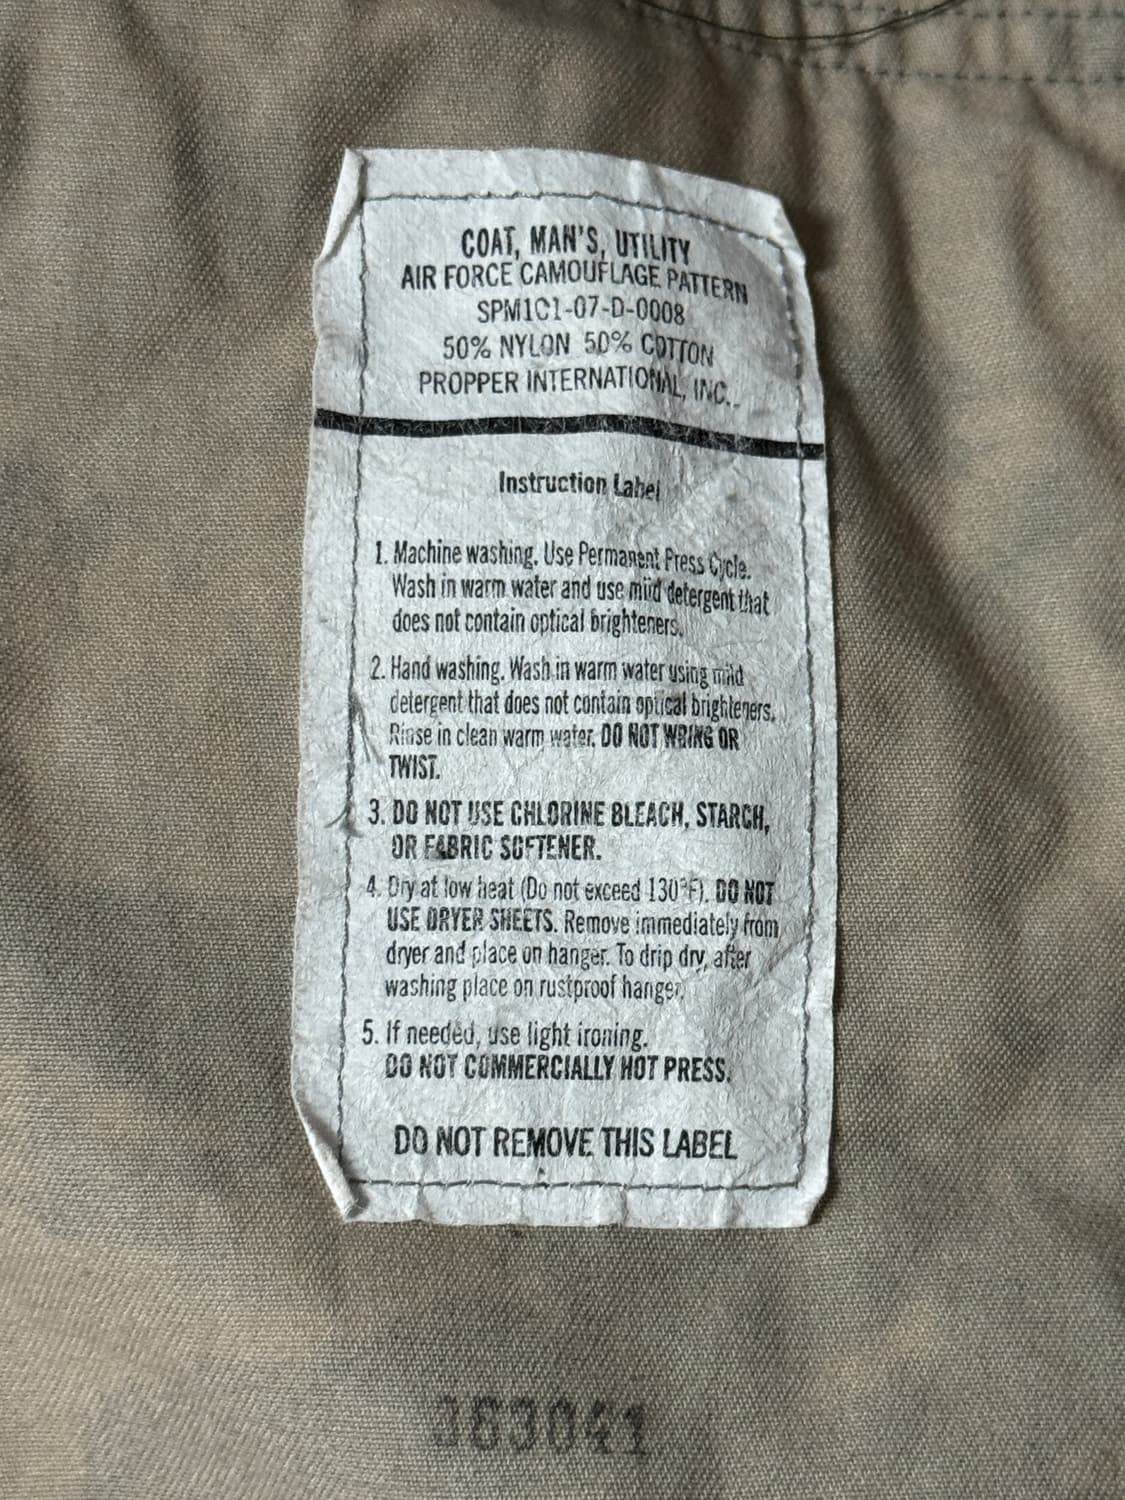 COAT, MAN'S, UTILITY
AIR FORCE CAMOUFLAGE PATTERN
SPM1C1-07-D-0008
50% NYLON 50% COTTON
PROPPER INTERNATIONAL, INC.
Instruction Label
1. Machine washing. Use Permanent Press Cycle.
Wash in warm water and use mild detergent that
does not contain optical brighteners.
2. Hand washing. Wash in warm water using mild
detergent that does not contain optical brighteners.
Rinse in clean warm water. DO NOT WRING OR
TWIST.
3. DO NOT USE CHLORINE BLEACH, STARCH,
OR FABRIC SOFTENER.
4. Dry at low heat (Do not exceed 130°F). DO NOT
USE DRYER SHEETS. Remove immediately from
dryer and place on hanger. To drip dry, after
washing place on rustproof hanger.
5. If needed, use light ironing.
DO NOT COMMERCIALLY HOT PRESS.
DO NOT REMOVE THIS LABEL
363041